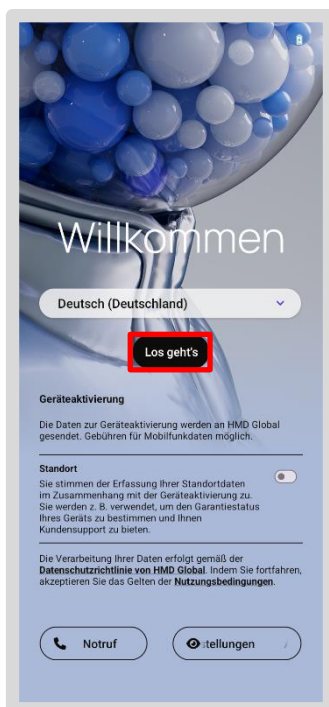 Willkommen
Deutsch (Deutschland)
Los geht's
Geräteaktivierung
Die Daten zur Geräteaktivierung werden an HMD Global
gesendet. Gebühren für Mobilfunkdaten möglich.
Standort
Sie stimmen der Erfassung Ihrer Standortdaten
im Zusammenhang mit der Geräteaktivierung zu.
Sie werden z. B. verwendet, um den Garantiestatus
Ihres Geräts zu bestimmen und Ihnen
Kundensupport zu bieten.
Die Verarbeitung Ihrer Daten erfolgt gemäß der
Datenschutzrichtlinie von HMD Global. Indem Sie fortfahren,
akzeptieren Sie das Gelten der Nutzungsbedingungen.
Notruf
stellungen